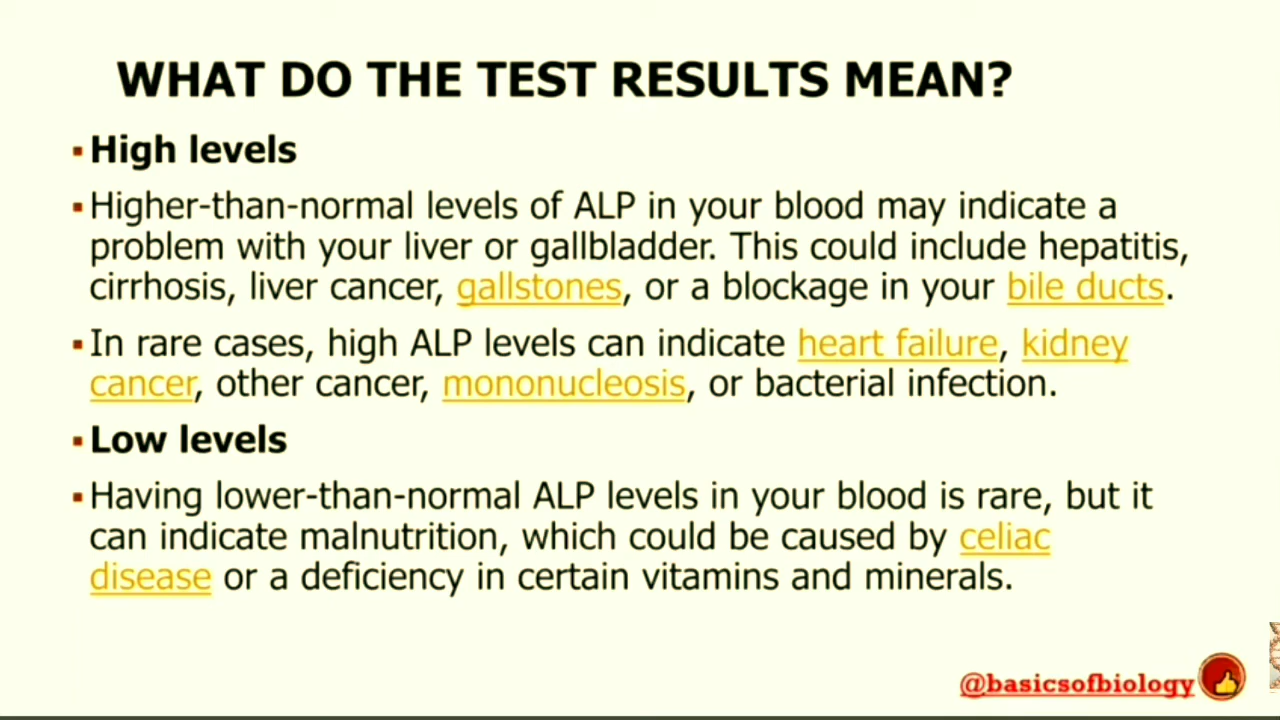 WHAT DO THE TEST RESULTS MEAN?
High levels
Higher-than-normal levels of ALP in your blood may indicate a
problem with your liver or gallbladder. This could include hepatitis,
cirrhosis, liver cancer, gallstones, or a blockage in your bile ducts.
In rare cases, high ALP levels can indicate heart failure, kidney
cancer, other cancer, mononucleosis, or bacterial infection.
Low levels
Having lower-than-normal ALP levels in your blood is rare, but it
can indicate malnutrition, which could be caused by celiac
disease or a deficiency in certain vitamins and minerals.
@basicsofbiology